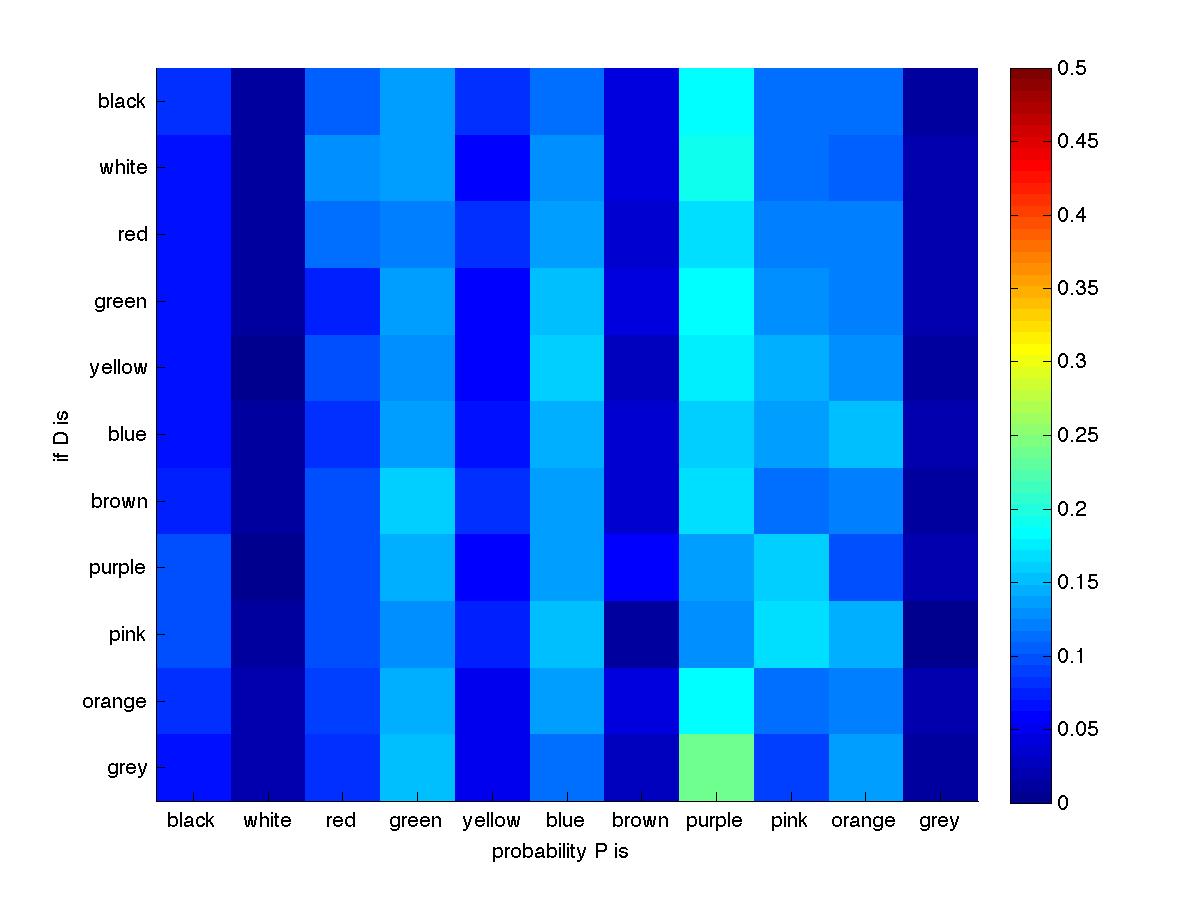 black
white
red
green
yellow
blue
brown
purple
pink
orange
grey
if D is
black white red green yellow blue brown purple pink orange grey
probability P is
0.5
0.45
0.4
0.35
0.3
0.25
0.2
0.15
0.1
0.05
0